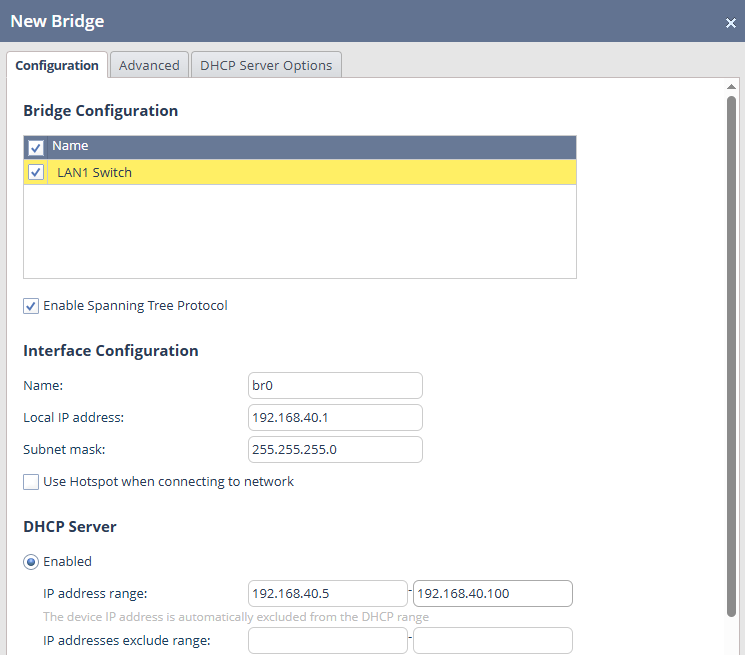 New Bridge
Configuration Advanced DHCP Server Options
Bridge Configuration
Name
LAN1 Switch
Enable Spanning Tree Protocol
Interface Configuration
Name: br0
Local IP address: 192.168.40.1
Subnet mask: 255.255.255.0
Use Hotspot when connecting to network
DHCP Server
Enabled
IP address range: 192.168.40.5 - 192.168.40.100
The device IP address is automatically excluded from the DHCP range
IP addresses exclude range: -